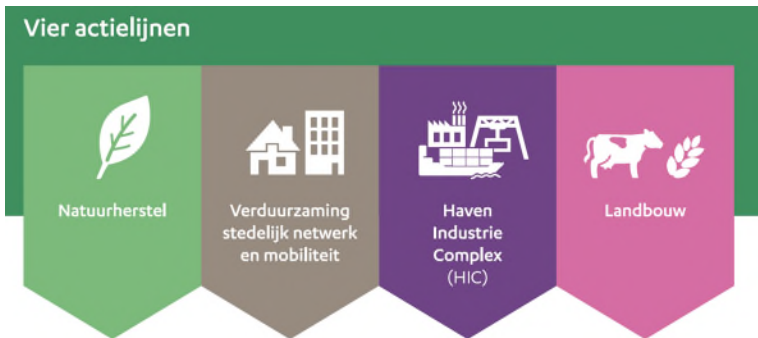 Vier actielijnen
Natuurherstel
Verduurzaming
stedelijk netwerk
en mobiliteit
Haven
Industrie
Complex
(HIC)
Landbouw